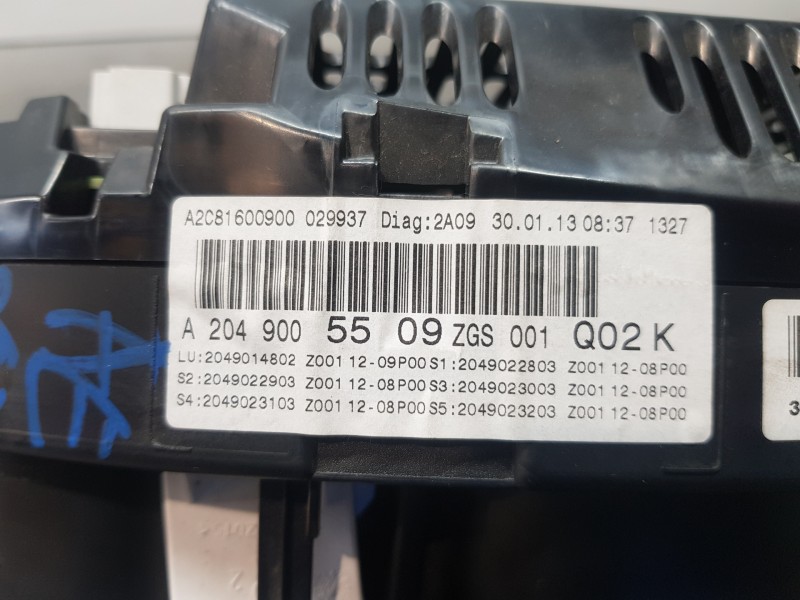 A2C81600900 029937 Diag:2A09 30.01.13 08:37 1327
A 204 900 55 09 ZGS 001 Q02 K
LU:2049014802 Z001 12-09P00 S1:2049022803 Z001 12-08P00
S2:2049022903 Z001 12-08P00 S3:2049023003 Z001 12-08P00
S4:2049023103 Z001 12-08P00 S5:2049023203 Z001 12-08P00
3